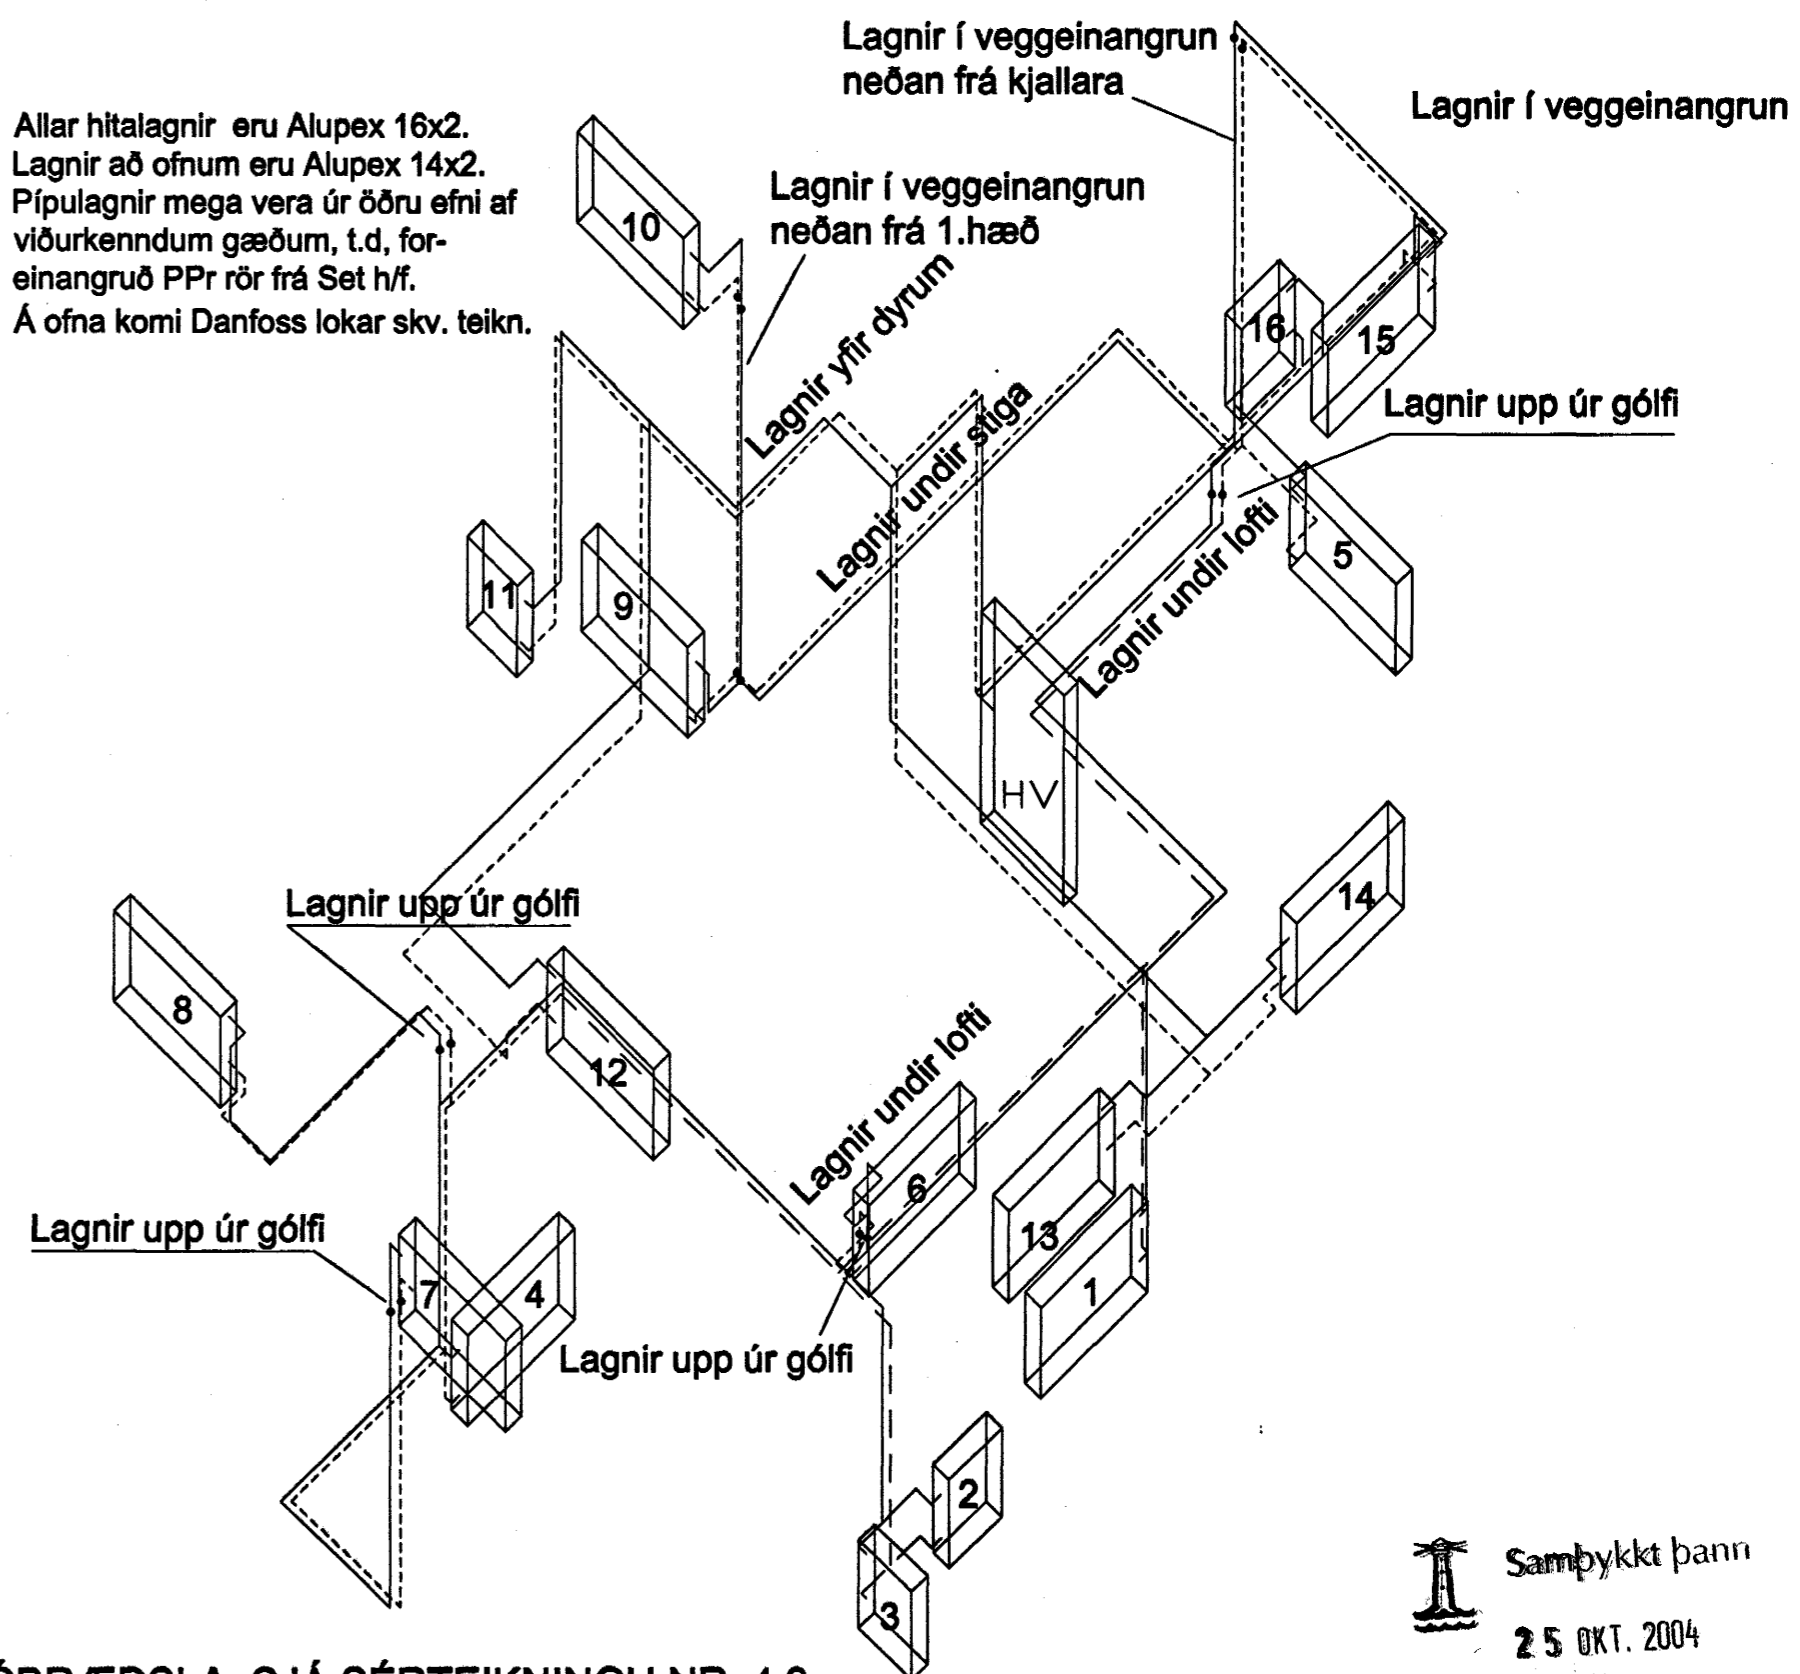 Lagnir í veggeinangrun
neðan frá kjallara
Lagnir í veggeinangrun
Allar hitalagnir eru Alupex 16x2.
Lagnir að ofnum eru Alupex 14x2.
Pípulagnir mega vera úr öðru efni af
viðurkenndum gæðum, t.d, for-
einangruð PPr rör frá Set h/f.
Á ofna komi Danfoss lokar skv. teikn.
Lagnir í veggeinangrun
neðan frá 1.hæð
10
Lagnir yfir dyrum
16
15
Lagnir undir stiga
Lagnir upp úr gólfi
11
9
5
Lagnir undir lofti
HV
14
Lagnir upp úr gólfi
8
12
Lagnir undir lofti
6
13
1
Lagnir upp úr gólfi
7
4
Lagnir upp úr gólfi
2
3
Samþykkt þann
25 OKT. 2004